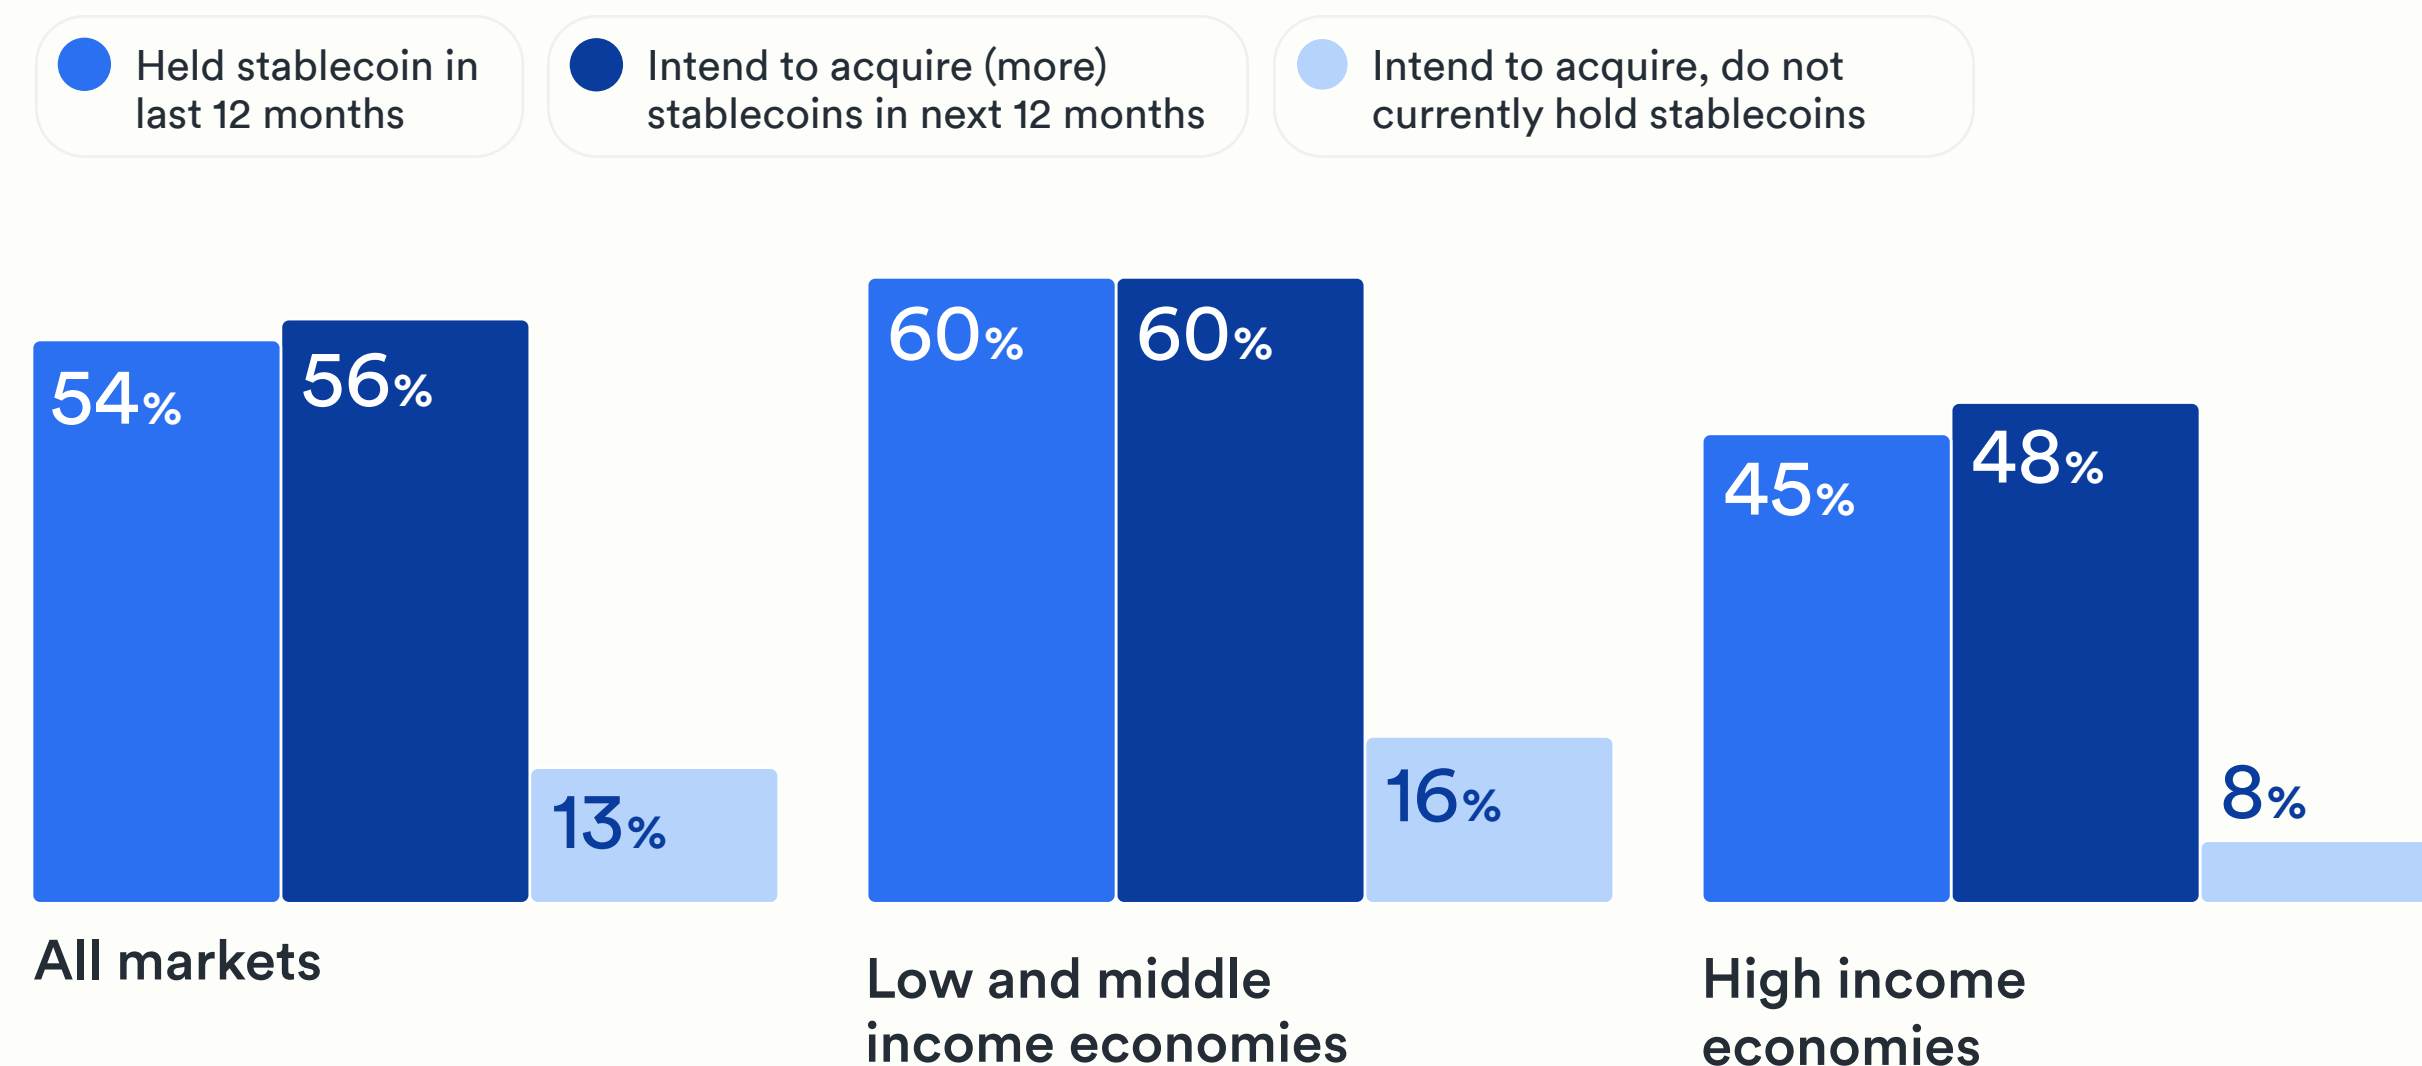 Held stablecoin in
last 12 months
Intend to acquire (more)
stablecoins in next 12 months
Intend to acquire, do not
currently hold stablecoins
54%
56%
13%
All markets
60%
60%
16%
Low and middle
income economies
45%
48%
8%
High income
economies